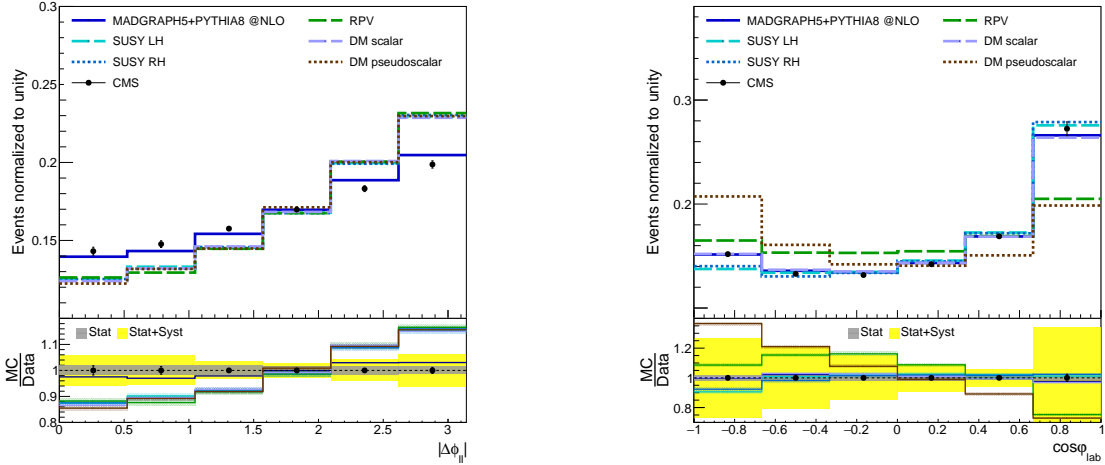 MADGRAPH5+PYTHIA8 @NLO RPV
SUSY LH DM scalar
SUSY RH DM pseudoscalar
CMS
Events normalized to unity
0.3
0.25
0.2
0.15
Stat Stat+Syst
MC
Data
1.1
1
0.9
0.8
0 0.5 1 1.5 2 2.5 3
|Δϕ_ll|
MADGRAPH5+PYTHIA8 @NLO RPV
SUSY LH DM scalar
SUSY RH DM pseudoscalar
CMS
Events normalized to unity
0.3
0.2
Stat Stat+Syst
MC
Data
1.2
1
0.8
-1 -0.8 -0.6 -0.4 -0.2 0 0.2 0.4 0.6 0.8 1
cosφ_lab